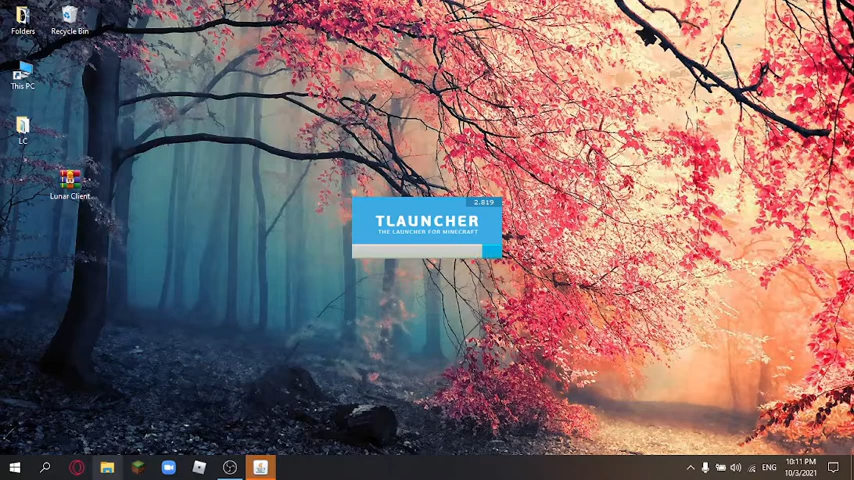 Folders
Recycle Bin
This PC
LC
Lunar Client...
2.819
TLAUNCHER
THE LAUNCHER FOR MINECRAFT
ENG
10:11 PM
10/3/2021